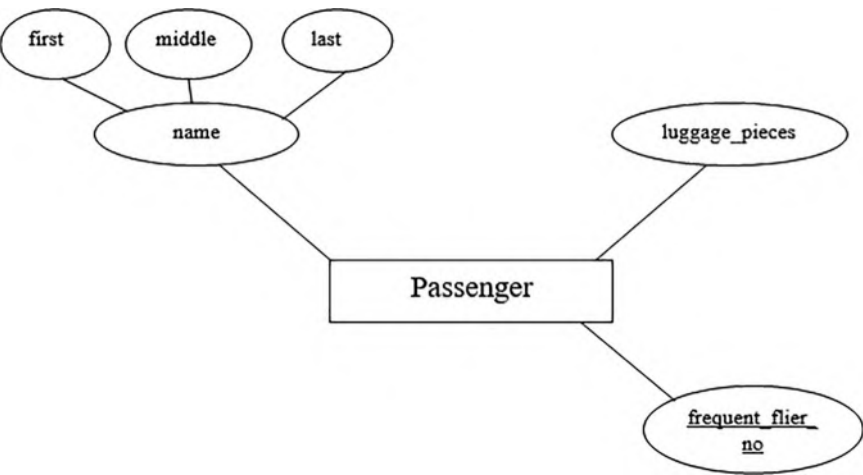 first
middle
last
name
luggage_pieces
Passenger
frequent_flier_
no